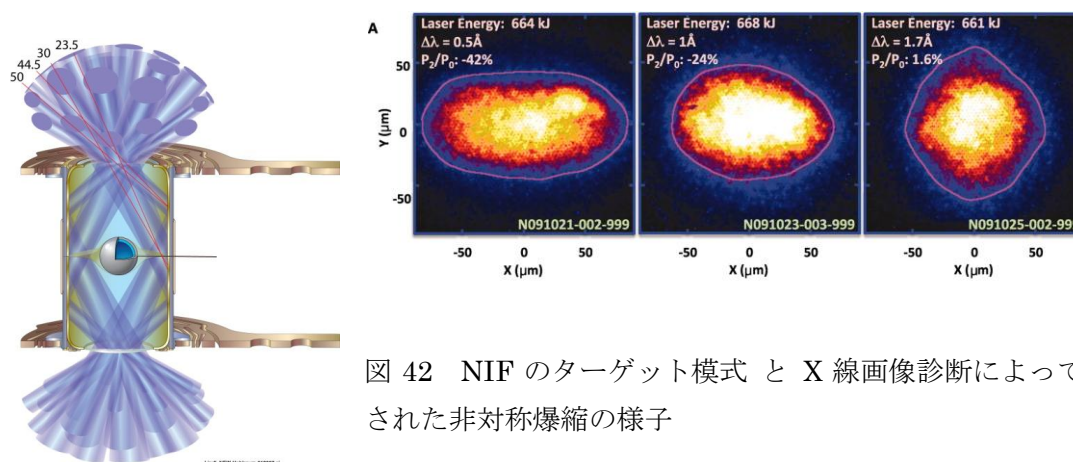 23.5
30
44.5
50
A
Laser Energy: 664 kJ
Δλ = 0.5Å
P₂/P₀: -42%
N091021-002-999
Laser Energy: 668 kJ
Δλ = 1Å
P₂/P₀: -24%
N091023-003-999
Laser Energy: 661 kJ
Δλ = 1.7Å
P₂/P₀: 1.6%
N091025-002-99
Y (μm)
50
0
-50
-50 0 50
X (μm)
-50 0 50
X (μm)
-50 0 50
X (μm)
図 42 NIF のターゲット模式 と X 線画像診断によって
された非対称爆縮の様子